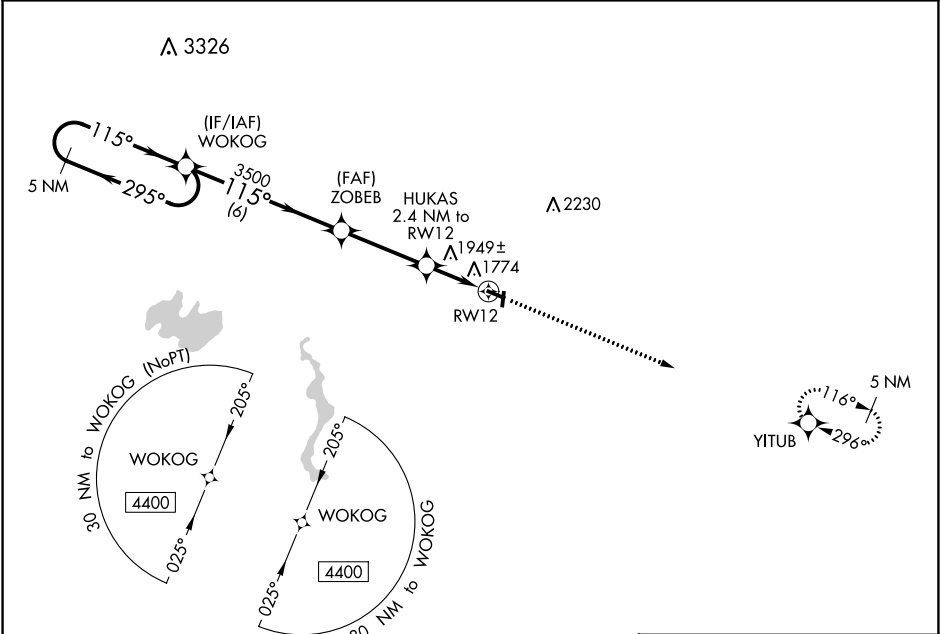 3326
(IF/IAF)
WOKOG
115°
5 NM
295°
3500
115°
(6)
(FAF)
ZOBEB
HUKAS
2.4 NM to
RW12
2230
1949±
1774
RW12
30 NM to WOKOG (NoPT)
205°
WOKOG
4400
025°
205°
WOKOG
4400
025°
30 NM to WOKOG
5 NM
116°
296°
YITUB